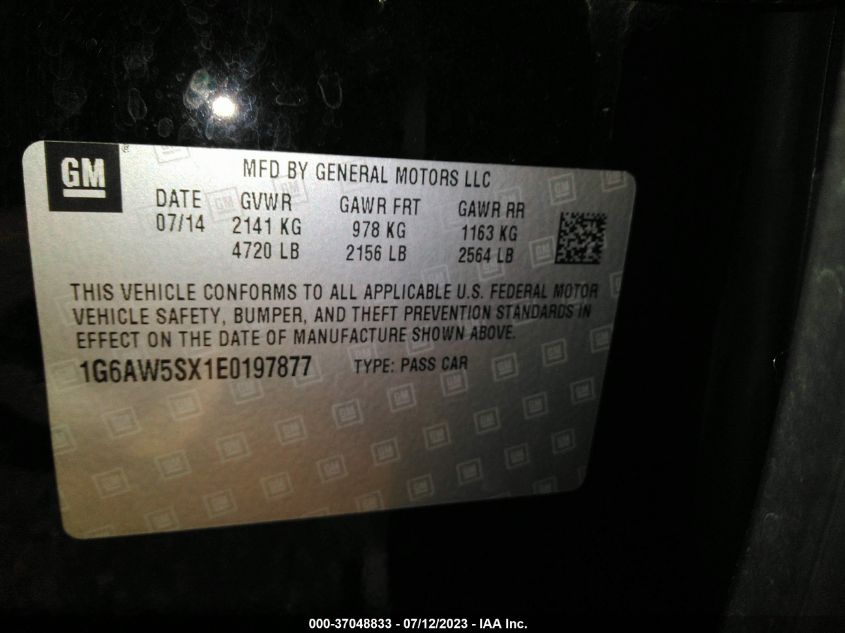 GM
MFD BY GENERAL MOTORS LLC
DATE GVWR GAWR FRT GAWR RR
07/14 2141 KG 978 KG 1163 KG
4720 LB 2156 LB 2564 LB
THIS VEHICLE CONFORMS TO ALL APPLICABLE U.S. FEDERAL MOTOR
VEHICLE SAFETY, BUMPER, AND THEFT PREVENTION STANDARDS IN
EFFECT ON THE DATE OF MANUFACTURE SHOWN ABOVE.
1G6AW5SX1E0197877 TYPE: PASS CAR
000-37048833 - 07/12/2023 - IAA Inc.